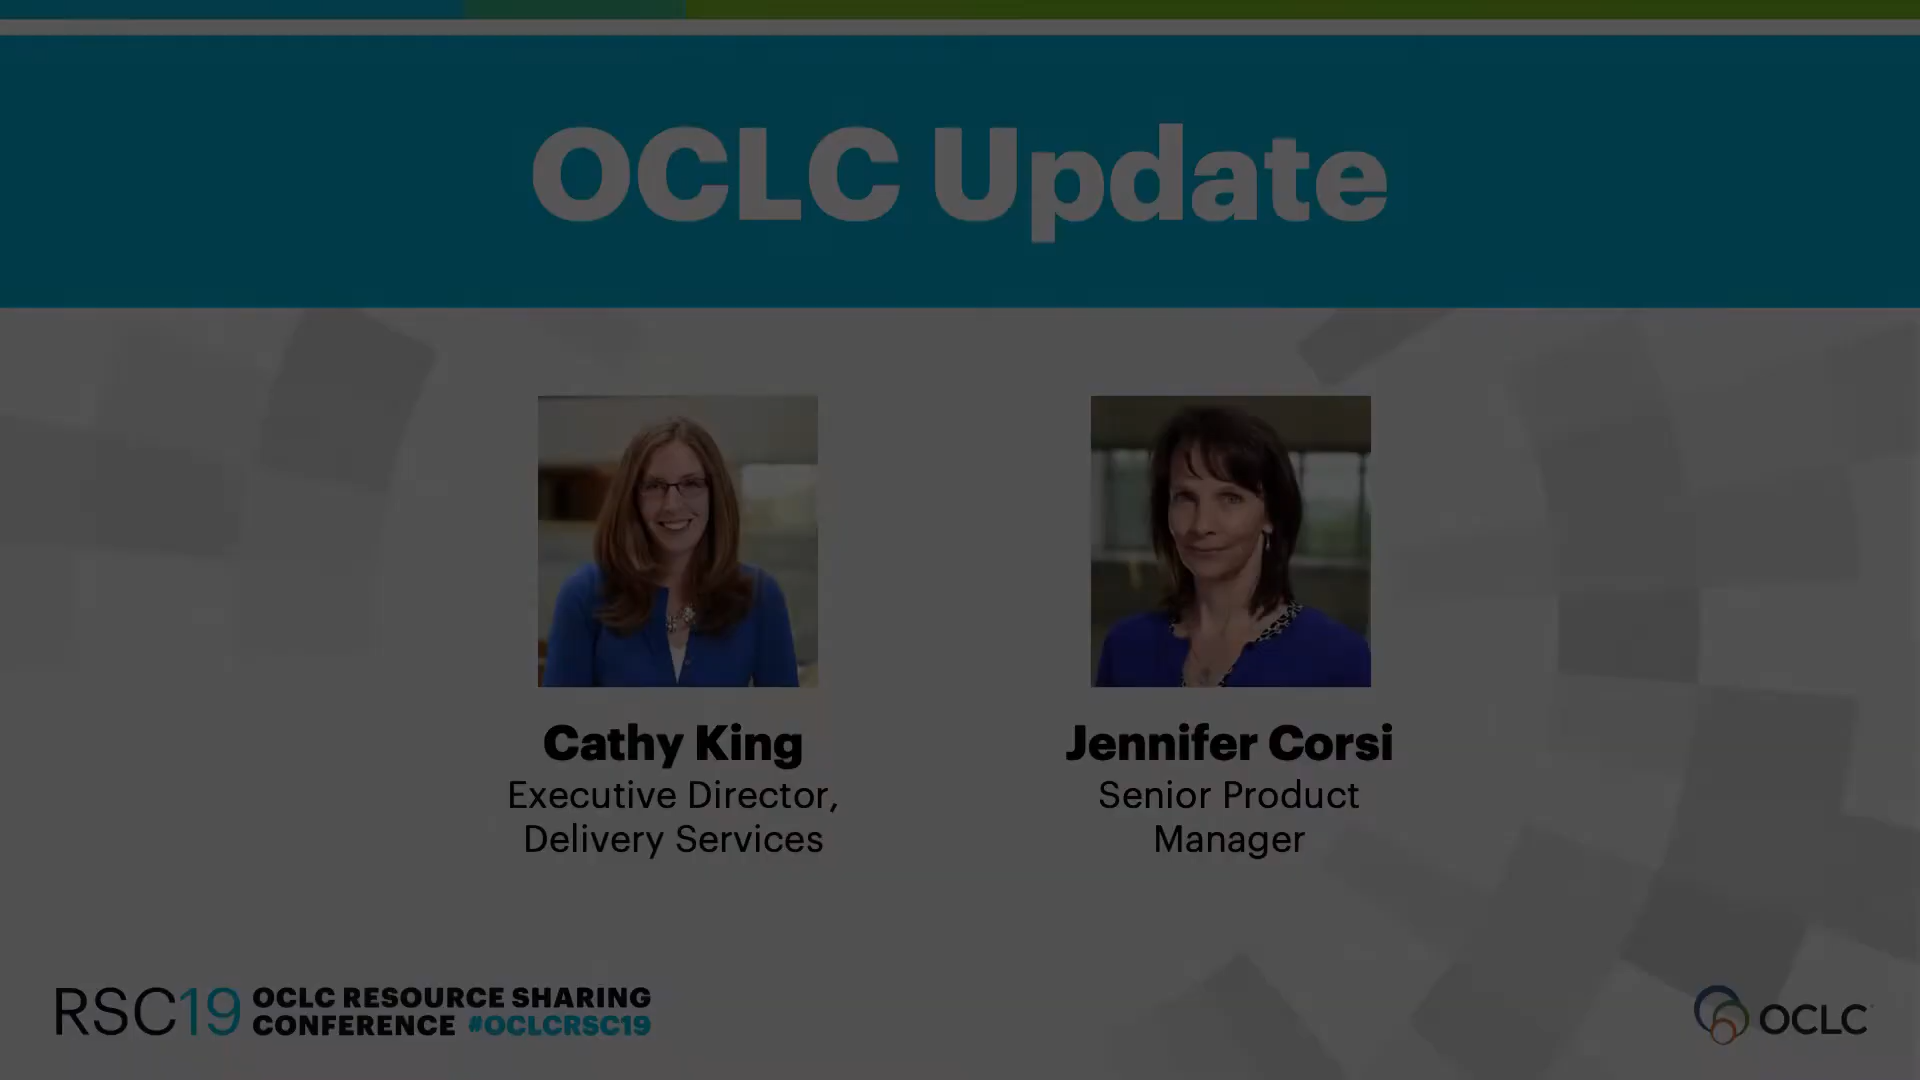 OCLC Update
Cathy King
Executive Director,
Delivery Services
Jennifer Corsi
Senior Product
Manager
RSC19
OCLC RESOURCE SHARING
CONFERENCE #OCLCRSC19
OCLC